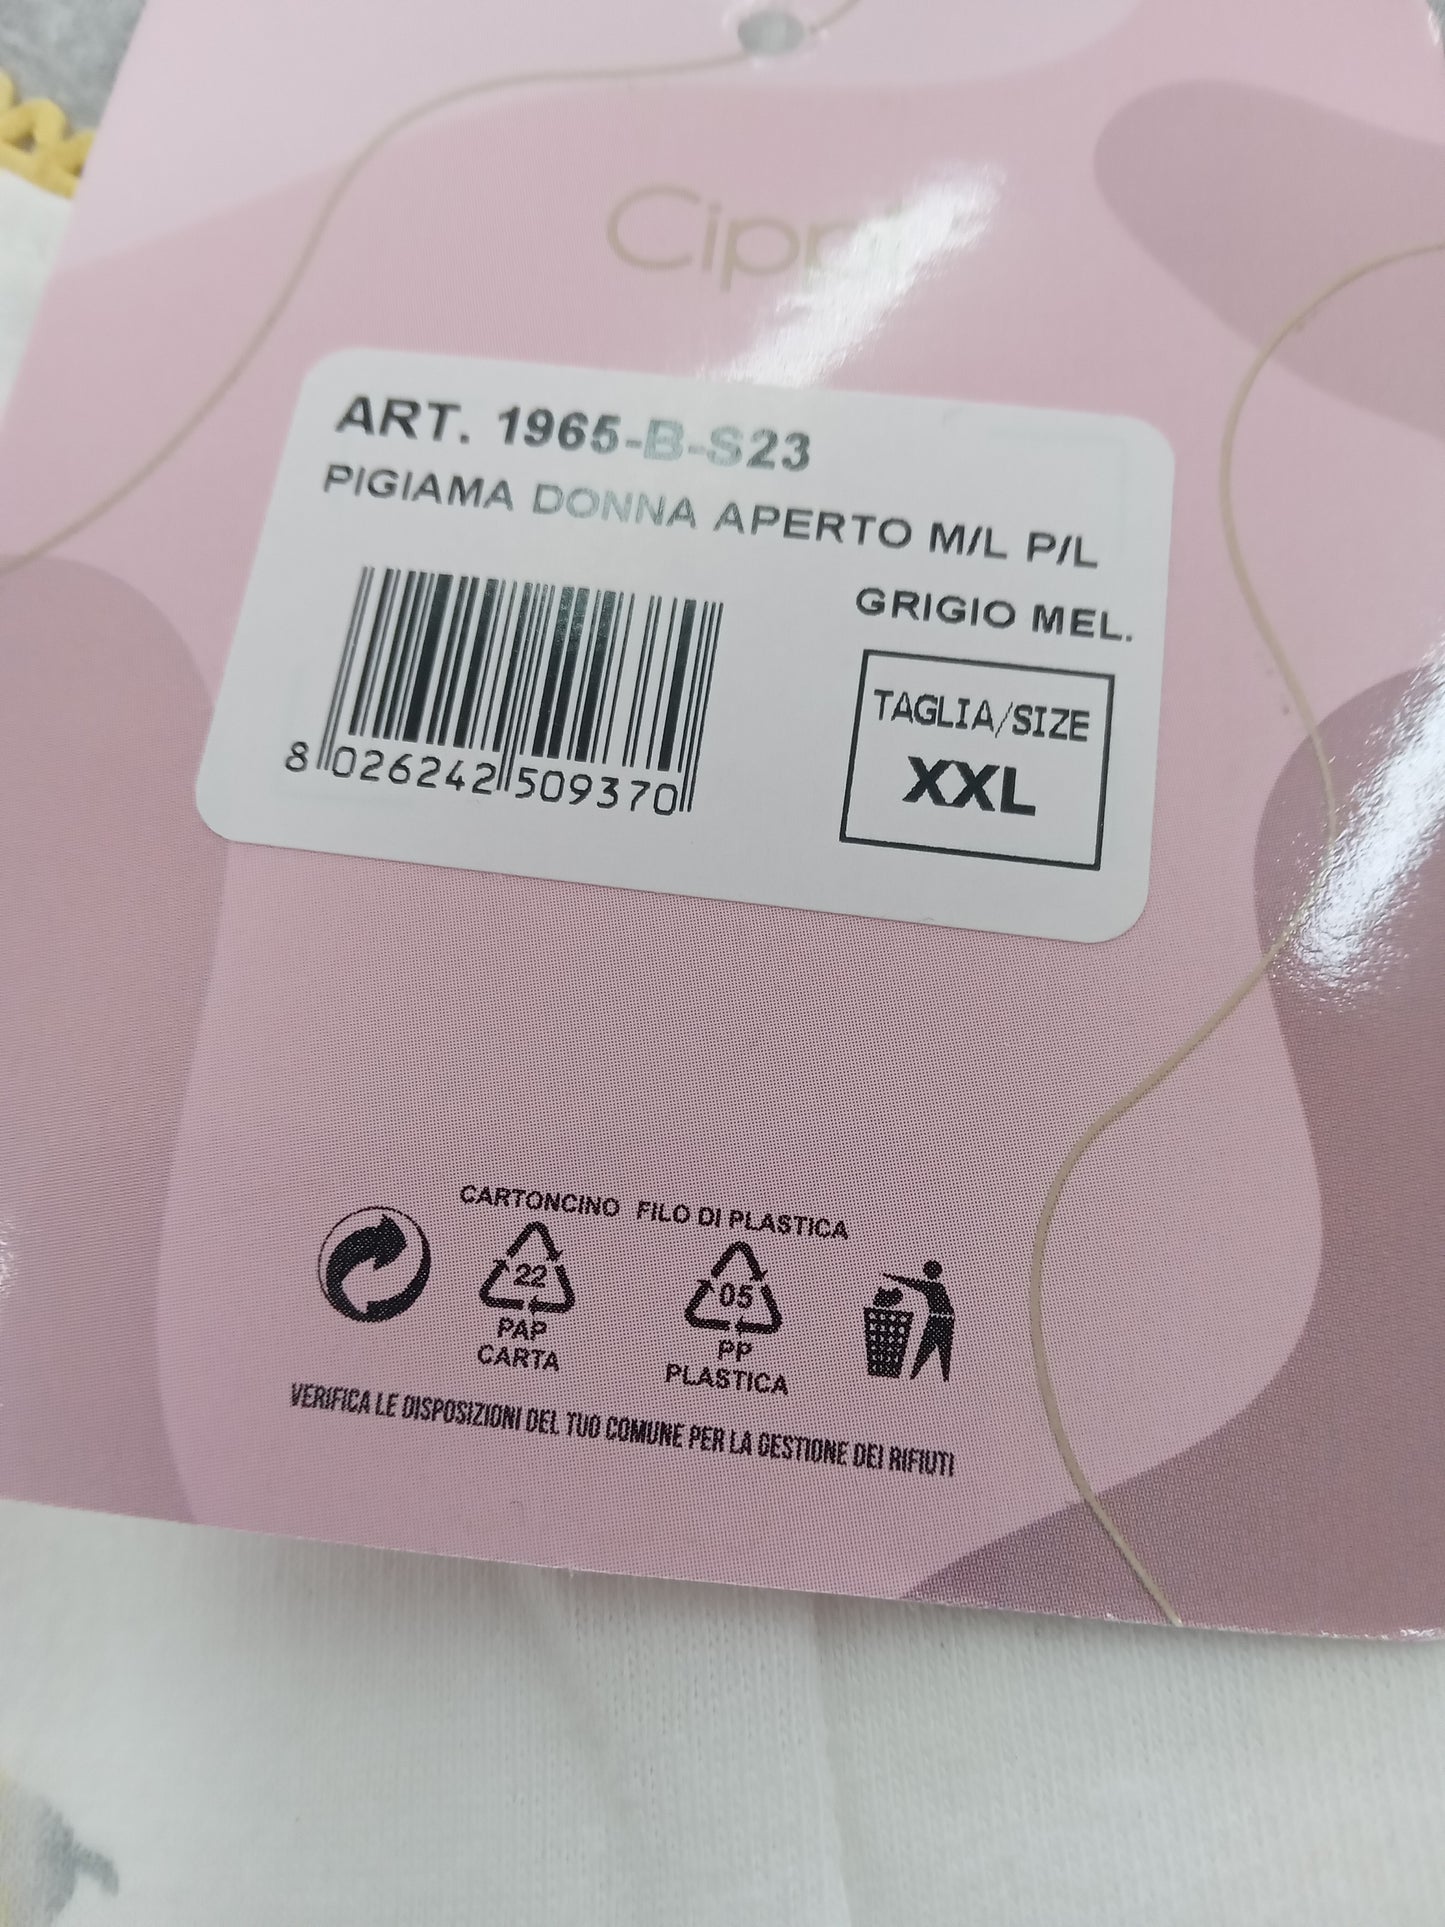 ART. 1965-B-S23
PIGIAMA DONNA APERTO M/L P/L
GRIGIO MEL.
TAGLIA/SIZE
XXL
8 026242 509370
CARTONCINO FILO DI PLASTICA
22 05
PAP PP
CARTA PLASTICA
VERIFICA LE DISPOSIZIONI DEL TUO COMUNE PER LA GESTIONE DEI RIFIUTI